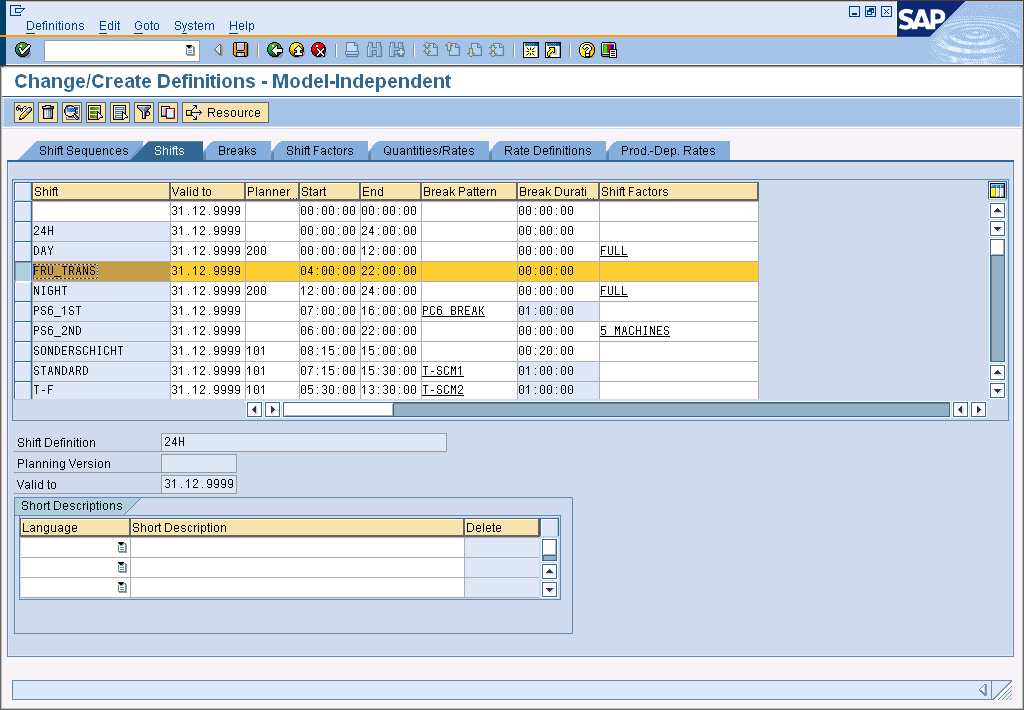 Definitions Edit Goto System Help
SAP
Change/Create Definitions - Model-Independent
Resource
Shift Sequences Shifts Breaks Shift Factors Quantities/Rates Rate Definitions Prod.-Dep. Rates
Shift Valid to Planner... Start End Break Pattern Break Durati... Shift Factors
31.12.9999 00:00:00 00:00:00 00:00:00
24H 31.12.9999 00:00:00 24:00:00 00:00:00
DAY 31.12.9999 200 00:00:00 12:00:00 00:00:00 FULL
FRU_TRANS 31.12.9999 04:00:00 22:00:00 00:00:00
NIGHT 31.12.9999 200 12:00:00 24:00:00 00:00:00 FULL
PS6_1ST 31.12.9999 07:00:00 16:00:00 PC6 BREAK 01:00:00
PS6_2ND 31.12.9999 06:00:00 22:00:00 00:00:00 5 MACHINES
SONDERSCHICHT 31.12.9999 101 08:15:00 15:00:00 00:20:00
STANDARD 31.12.9999 101 07:15:00 15:30:00 T-SCM1 01:00:00
T-F 31.12.9999 101 05:30:00 13:30:00 T-SCM2 01:00:00
Shift Definition 24H
Planning Version
Valid to 31.12.9999
Short Descriptions
Language Short Description Delete